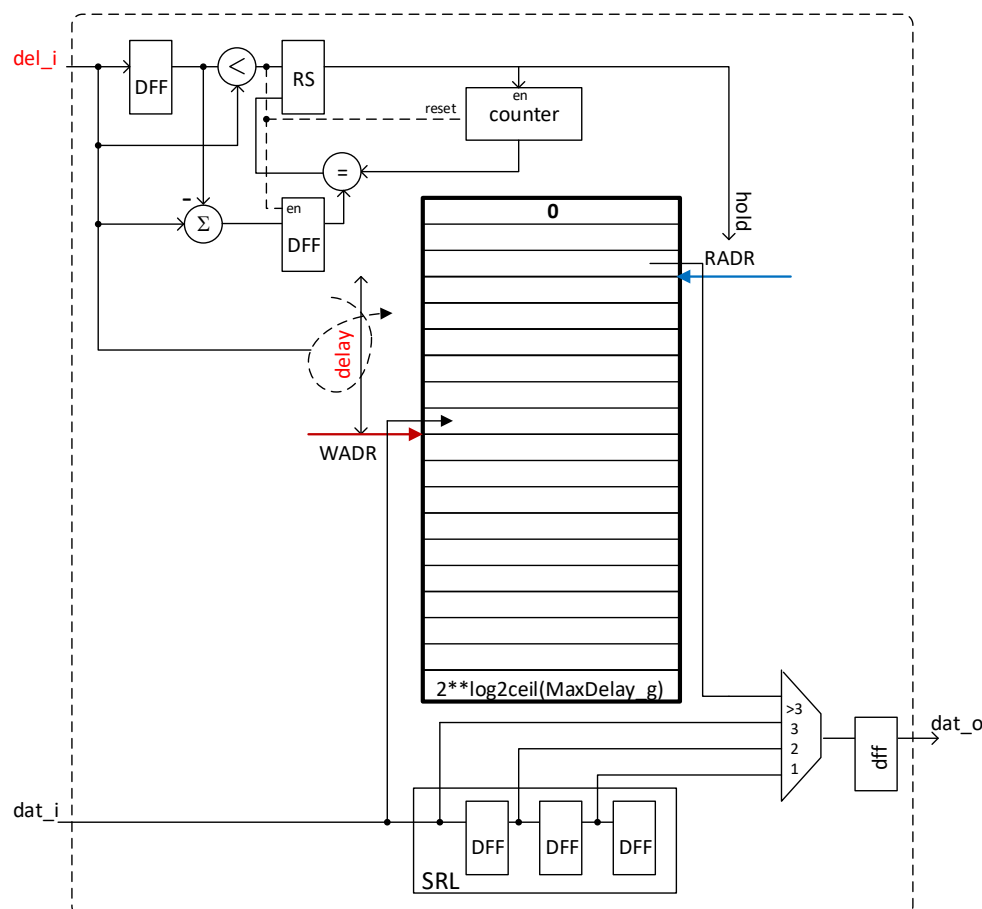 del_i
DFF
<
RS
en
counter
reset
=
-
Σ
en
DFF
hold
0
RADR
delay
WADR
2**log2ceil(MaxDelay_g)
>3
3
2
1
dff
dat_o
dat_i
DFF
DFF
DFF
SRL